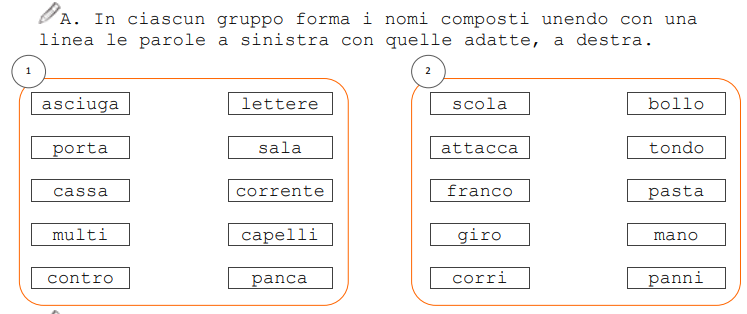 A. In ciascun gruppo forma i nomi composti unendo con una
linea le parole a sinistra con quelle adatte, a destra.
1
asciuga lettere
porta sala
cassa corrente
multi capelli
contro panca
2
scola bollo
attacca tondo
franco pasta
giro mano
corri panni